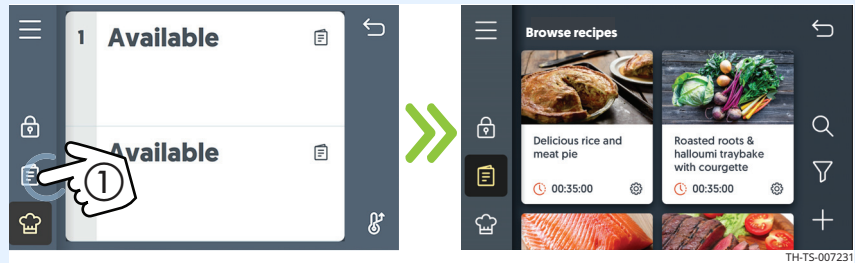 1 Available
Available
1
Browse recipes
Delicious rice and
meat pie
00:35:00
Roasted roots &
halloumi traybake
with courgette
00:35:00
TH-TS-007231